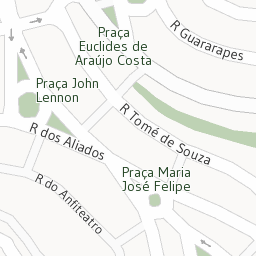 Praça
Euclides de
Araújo Costa
R Guararapes
Praça John
Lennon
R Tomé de Souza
R dos Aliados
Praça Maria
José Felipe
R do Anfiteatro